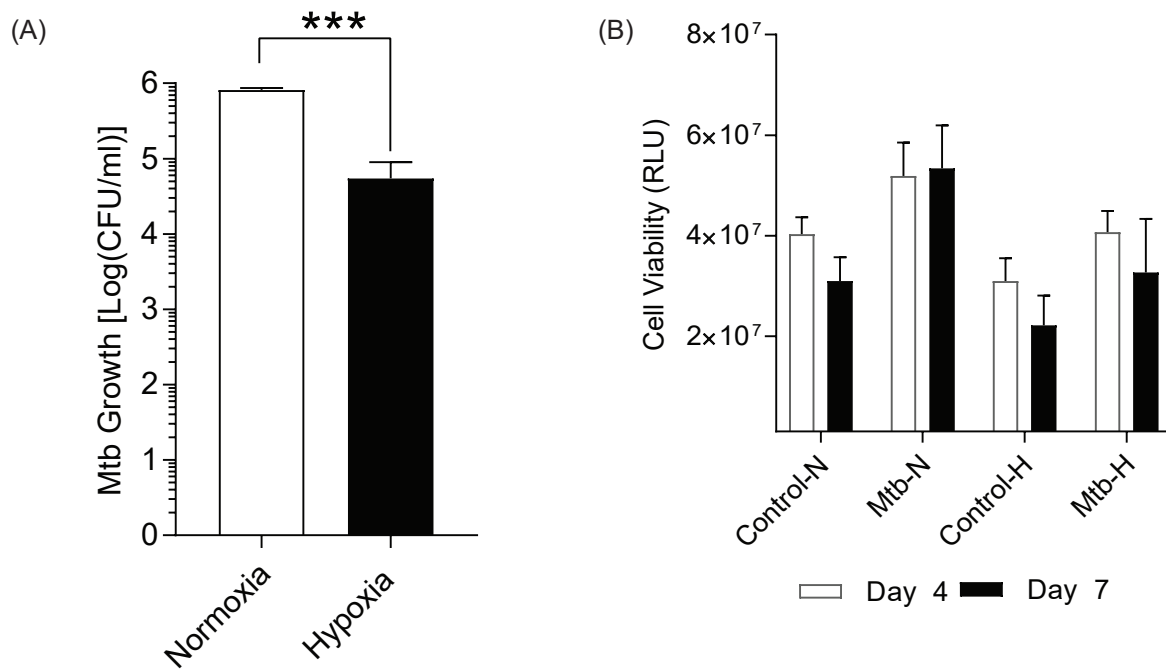 (A)
***
Mtb Growth [Log(CFU/ml)]
6
5
4
3
2
1
0
Normoxia
Hypoxia
(B)
Cell Viability (RLU)
8×10⁷
6×10⁷
4×10⁷
2×10⁷
Control-N
Mtb-N
Control-H
Mtb-H
Day 4
Day 7